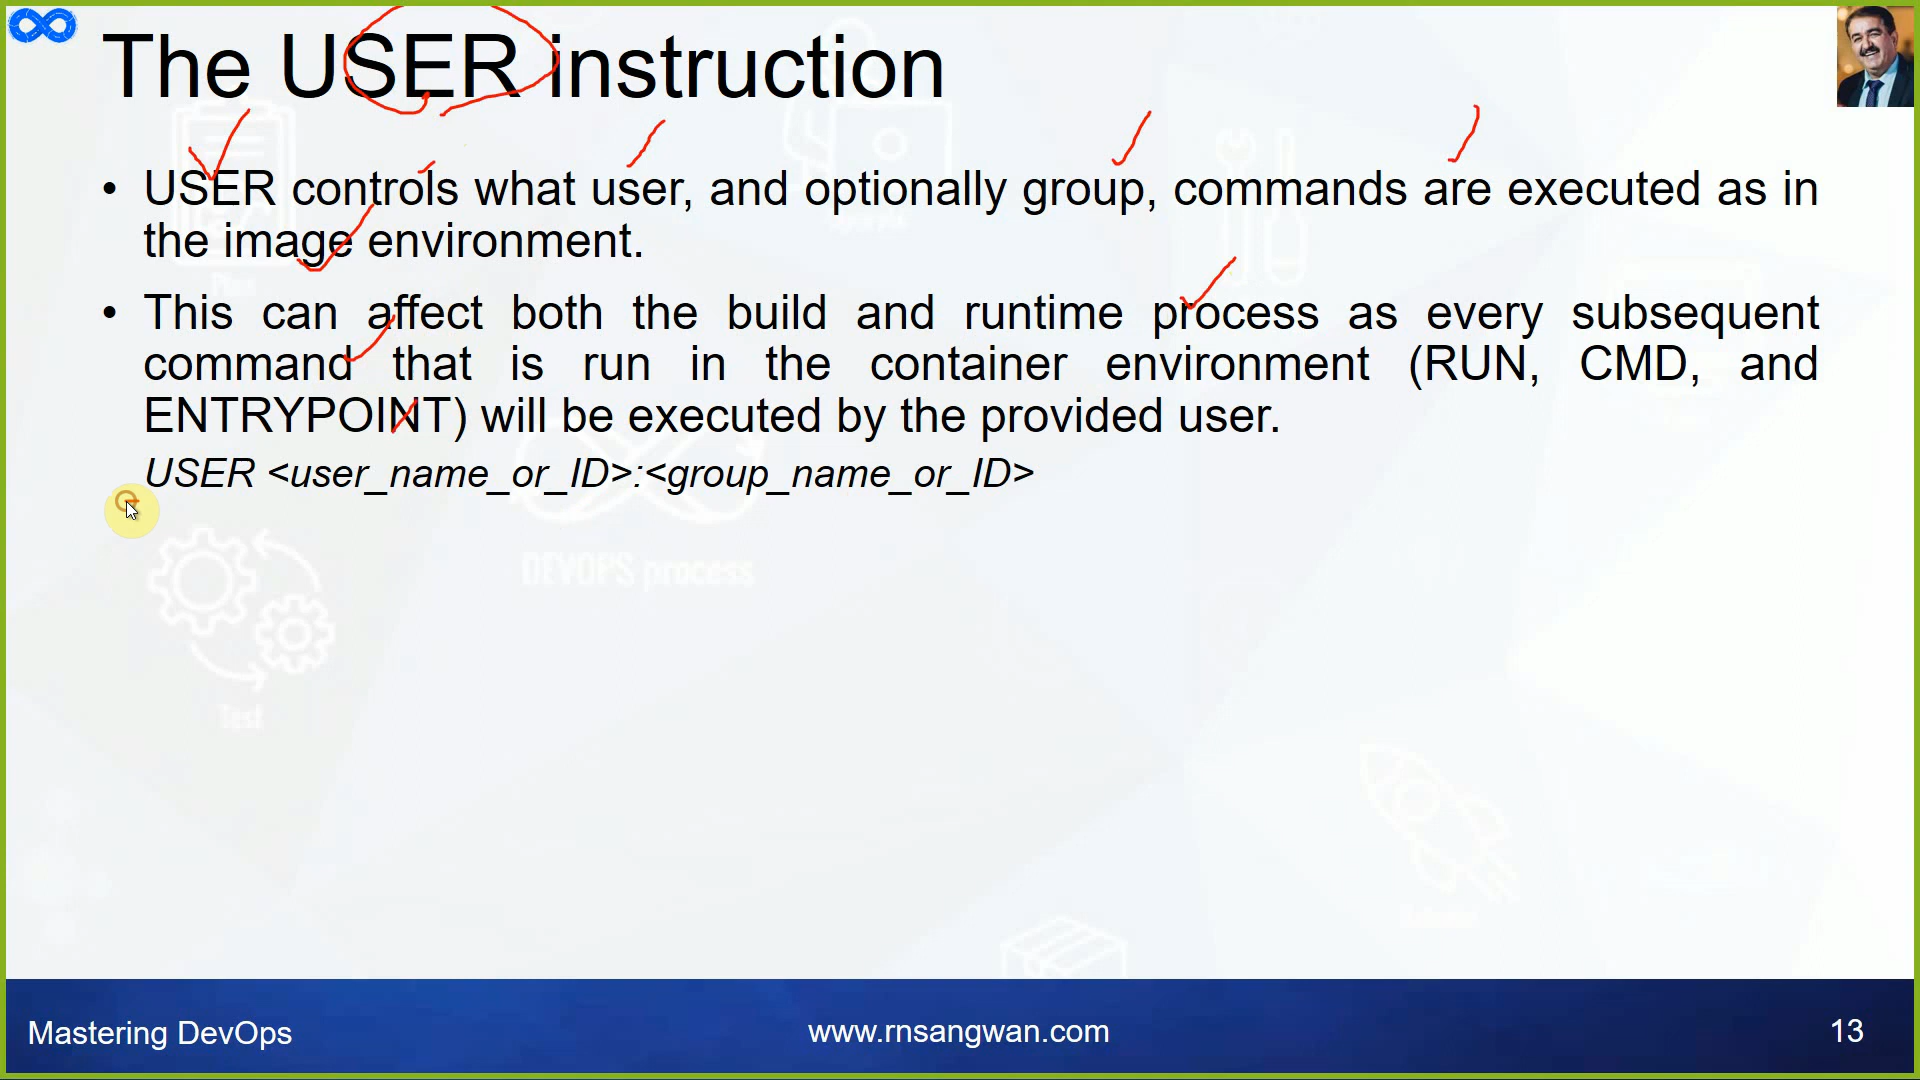 The USER instruction
• USER controls what user, and optionally group, commands are executed as in
the image environment.
• This can affect both the build and runtime process as every subsequent
command that is run in the container environment (RUN, CMD, and
ENTRYPOINT) will be executed by the provided user.
USER <user_name_or_ID>:<group_name_or_ID>
DEVOPS process
Test
Mastering DevOps
www.rnsangwan.com
13